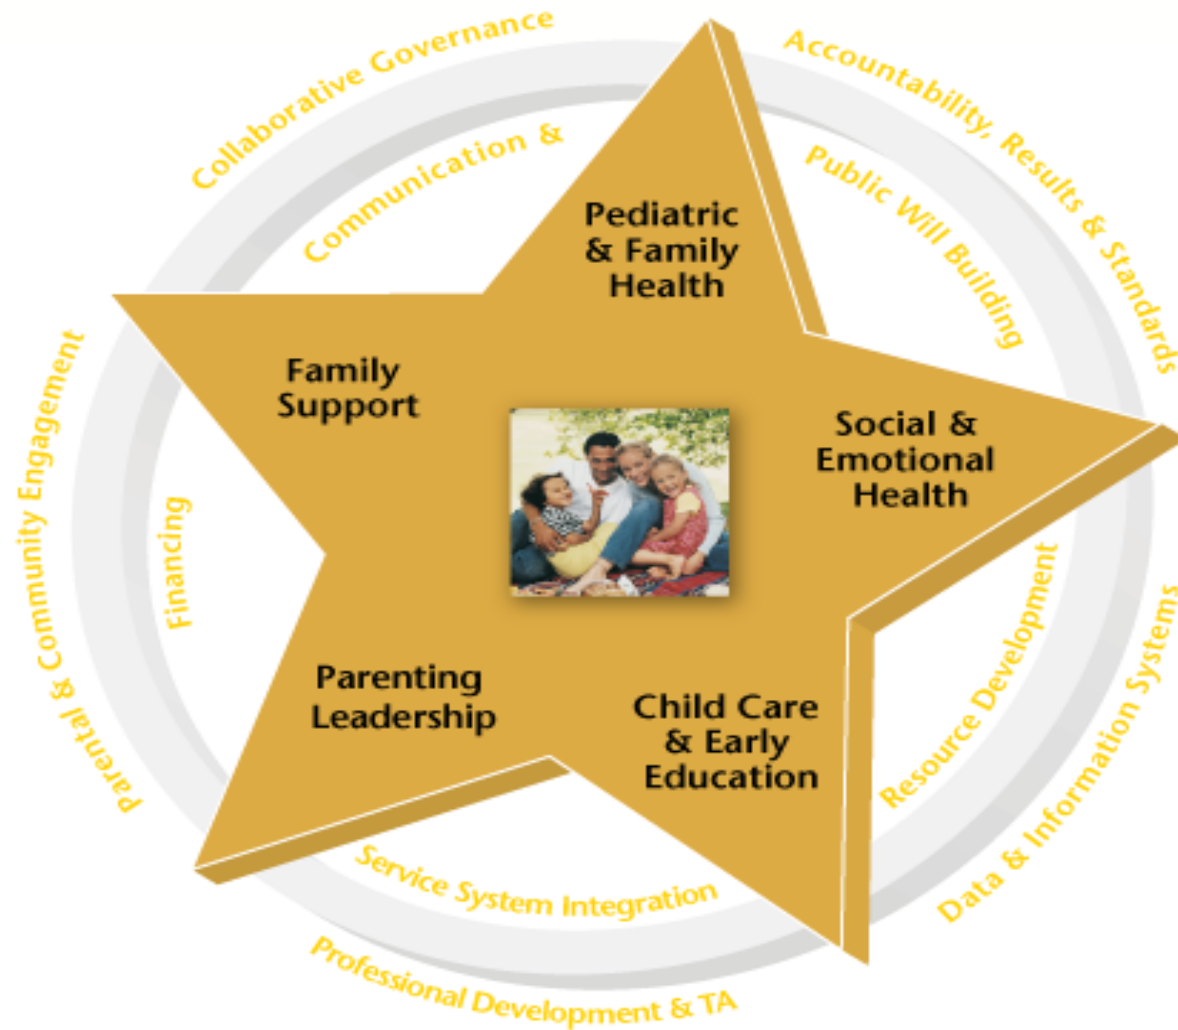 Collaborative Governance
Accountability, Results & Standards
Communication &
Public Will Building
Pediatric
& Family
Health
Family
Support
Social &
Emotional
Health
Parental & Community Engagement
Financing
Parenting
Leadership
Child Care
& Early
Education
Resource Development
Data & Information Systems
Service System Integration
Professional Development & TA